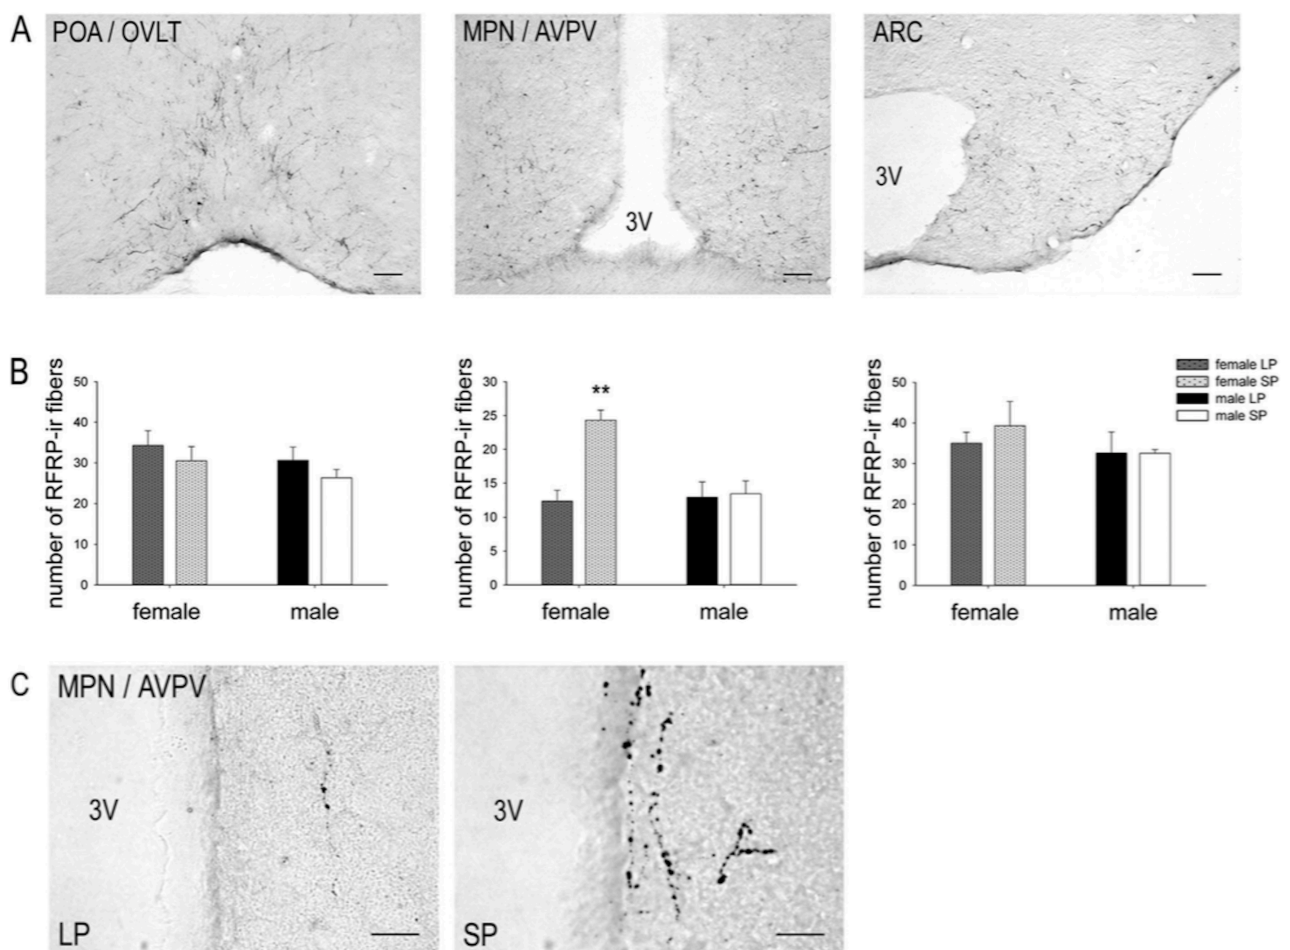 A
POA / OVLT
MPN / AVPV
3V
ARC
3V
B
number of RFRP-ir fibers
50
40
30
20
10
0
female
male
number of RFRP-ir fibers
30
25
20
15
10
5
0
**
female
male
number of RFRP-ir fibers
50
40
30
20
10
0
female
male
female LP
female SP
male LP
male SP
C
MPN / AVPV
3V
LP
3V
SP